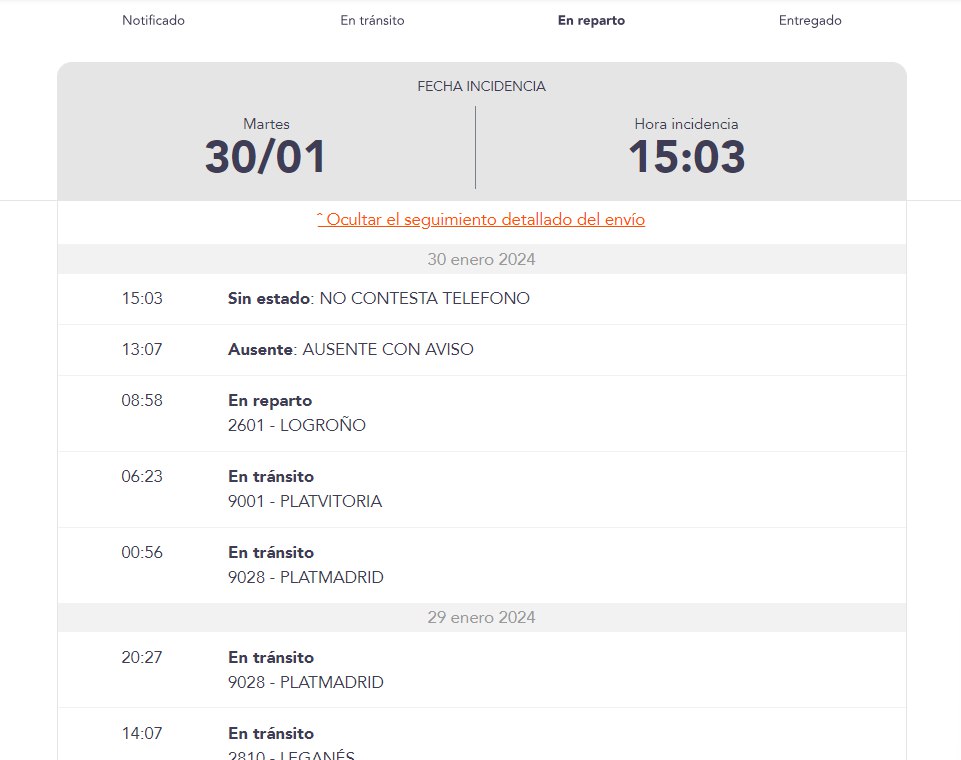 Notificado
En tránsito
En reparto
Entregado
FECHA INCIDENCIA
Martes
30/01
Hora incidencia
15:03
ˆ Ocultar el seguimiento detallado del envío
30 enero 2024
15:03 Sin estado: NO CONTESTA TELEFONO
13:07 Ausente: AUSENTE CON AVISO
08:58 En reparto
2601 - LOGROÑO
06:23 En tránsito
9001 - PLATVITORIA
00:56 En tránsito
9028 - PLATMADRID
29 enero 2024
20:27 En tránsito
9028 - PLATMADRID
14:07 En tránsito
2810 - LEGANÉS